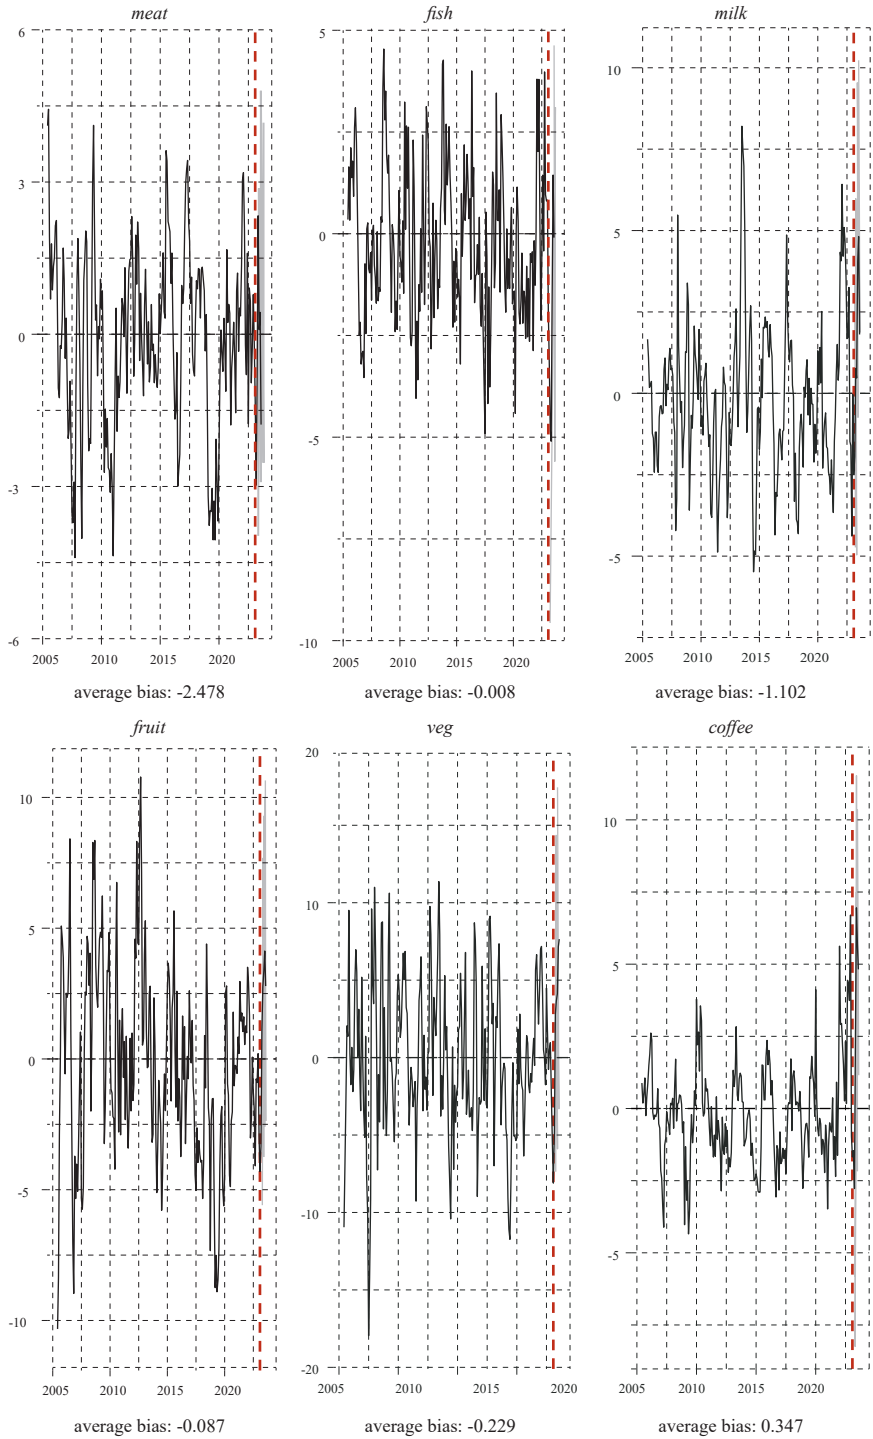 meat
fish
milk
6
3
0
-3
-6
2005 2010 2015 2020
5
0
-5
-10
2005 2010 2015 2020
10
5
0
-5
2005 2010 2015 2020
average bias: -2.478
average bias: -0.008
average bias: -1.102
fruit
veg
coffee
10
5
0
-5
-10
2005 2010 2015 2020
20
10
0
-10
-20
2005 2010 2015 2020
10
5
0
-5
2005 2010 2015 2020
average bias: -0.087
average bias: -0.229
average bias: 0.347